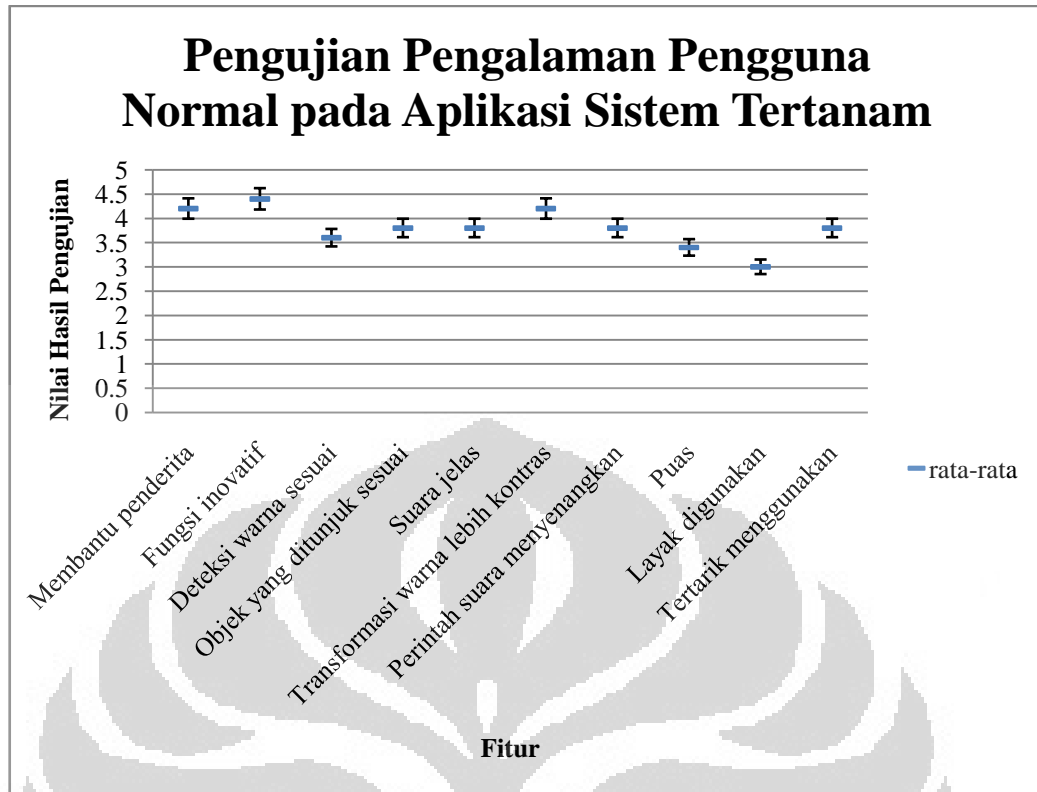 Pengujian Pengalaman Pengguna
Normal pada Aplikasi Sistem Tertanam
Nilai Hasil Pengujian
5
4.5
4
3.5
3
2.5
2
1.5
1
0.5
0
Membantu penderita
Fungsi inovatif
Deteksi warna sesuai
Objek yang ditunjuk sesuai
Suara jelas
Transformasi warna lebih kontras
Perintah suara menyenangkan
Puas
Layak digunakan
Tertarik menggunakan
rata-rata
Fitur